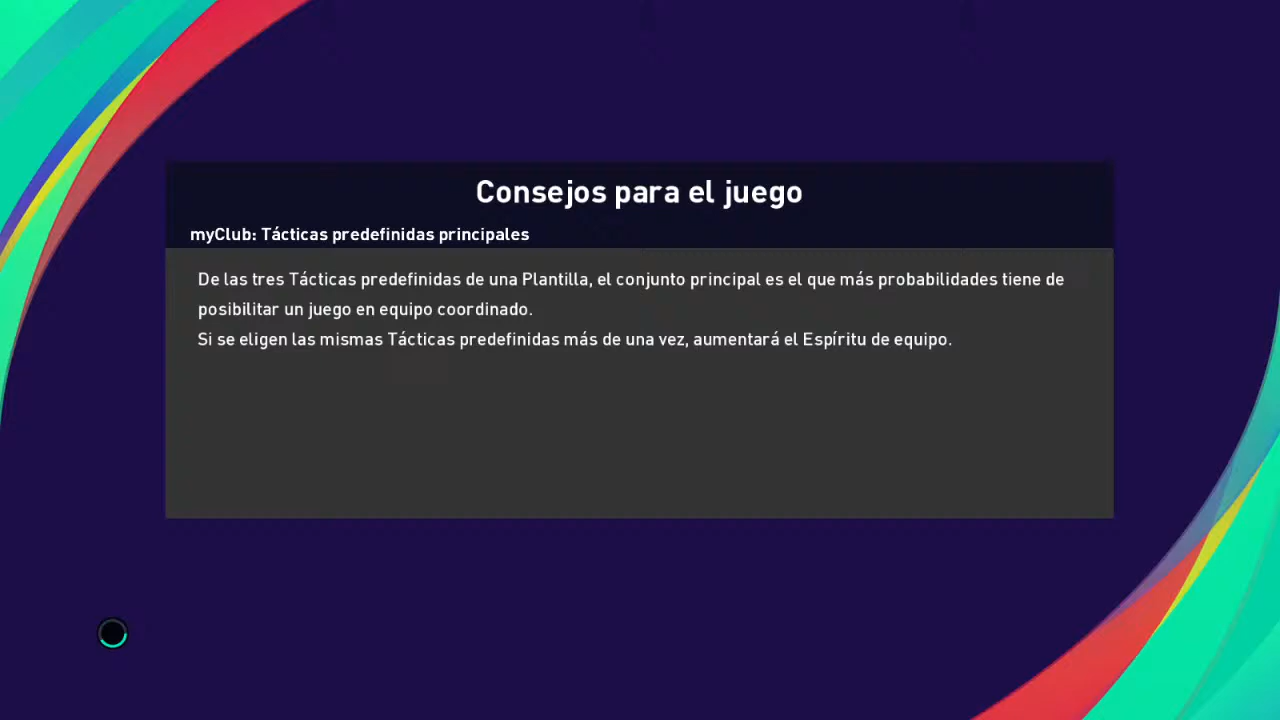 Consejos para el juego
myClub: Tácticas predefinidas principales
De las tres Tácticas predefinidas de una Plantilla, el conjunto principal es el que más probabilidades tiene de
posibilitar un juego en equipo coordinado.
Si se eligen las mismas Tácticas predefinidas más de una vez, aumentará el Espíritu de equipo.